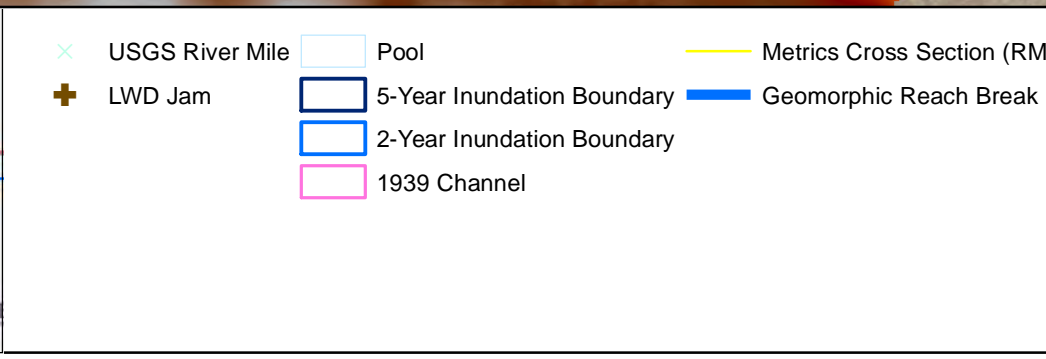 USGS River Mile
LWD Jam
Pool
5-Year Inundation Boundary
2-Year Inundation Boundary
1939 Channel
Metrics Cross Section (RM
Geomorphic Reach Break